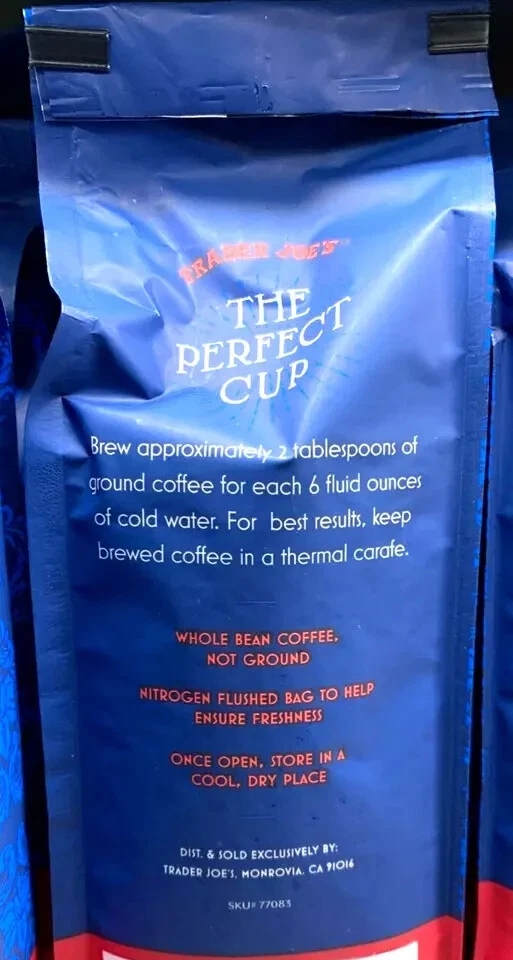 TRADER JOE'S
THE
PERFECT
CUP
Brew approximately 2 tablespoons of
ground coffee for each 6 fluid ounces
of cold water. For best results, keep
brewed coffee in a thermal carafe.
WHOLE BEAN COFFEE,
NOT GROUND
NITROGEN FLUSHED BAG TO HELP
ENSURE FRESHNESS
ONCE OPEN, STORE IN A
COOL, DRY PLACE
DIST. & SOLD EXCLUSIVELY BY:
TRADER JOE'S, MONROVIA, CA 91016
SKU# 77083